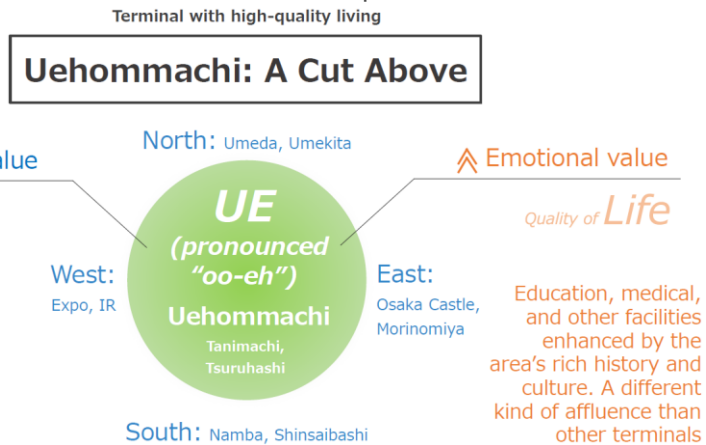 Terminal with high-quality living
Uehommachi: A Cut Above
North: Umeda, Umekita
Emotional value
UE
(pronounced
“oo-eh”)
Uehommachi
Tanimachi,
Tsuruhashi
Quality of Life
West:
Expo, IR
East:
Osaka Castle,
Morinomiya
Education, medical,
and other facilities
enhanced by the
area’s rich history and
culture. A different
kind of affluence than
other terminals
South: Namba, Shinsaibashi